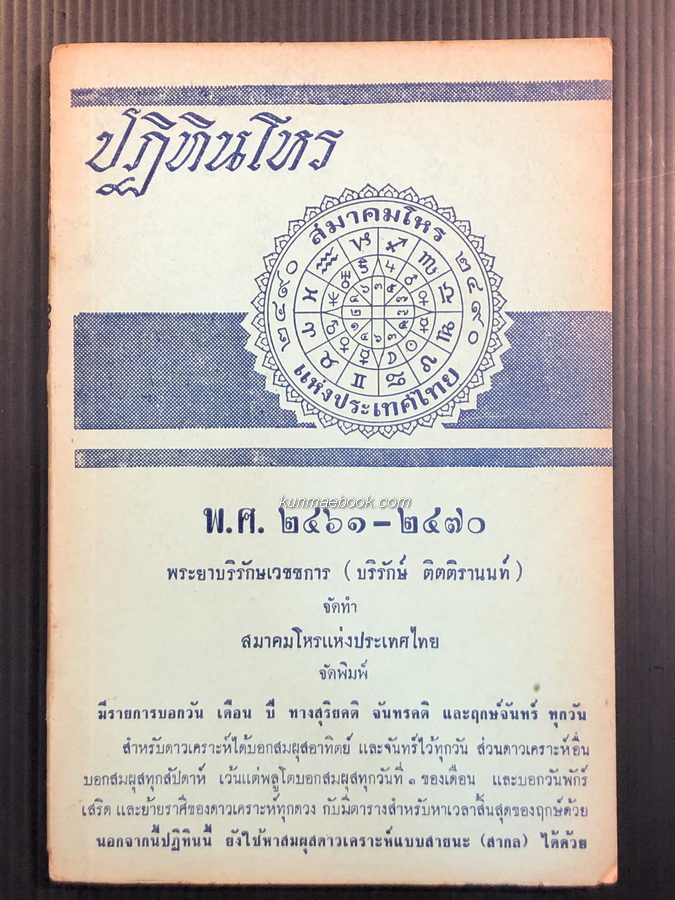 ปฏิทินโหร
สมาคมโหร
แห่งประเทศไทย
๒๔๙๐
๒๔๙๐
kunmaebook.com
พ.ศ. ๒๔๖๑-๒๔๗๐
พระยาบริรักษเวชชการ ( บริรักษ์ ติตติรานนท์ )
จัดทำ
สมาคมโหรแห่งประเทศไทย
จัดพิมพ์
มีรายการบอกวัน เดือน ปี ทางสุริยคติ จันทรคติ และฤกษ์จันทร์ ทุกวัน
สำหรับดาวเคราะห์ได้บอกสมผุสอาทิตย์ และจันทร์ไว้ทุกวัน ส่วนดาวเคราะห์อื่น
บอกสมผุสทุกสัปดาห์ เว้นแต่พลูโตบอกสมผุสทุกวันที่ ๑ ของเดือน และบอกวันพักร์
เสริด และย้ายราศีของดาวเคราะห์ทุกดวง กับมีตารางสำหรับหาเวลาสิ้นสุดของฤกษ์ด้วย
นอกจากนี้ปฏิทินนี้ ยังใช้หาสมผุสดาวเคราะห์แบบสายนะ (สากล) ได้ด้วย